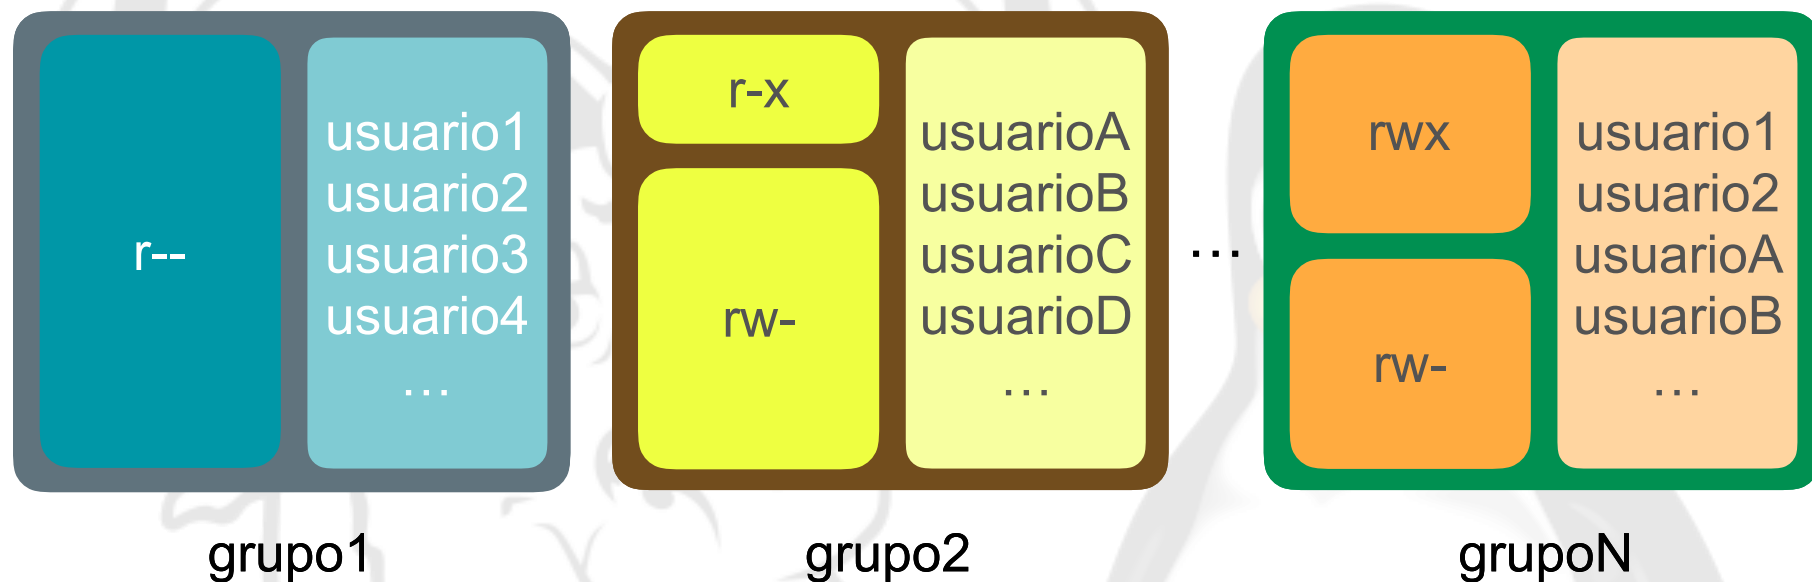 r--
usuario1
usuario2
usuario3
usuario4
…
grupo1
r-x
rw-
usuarioA
usuarioB
usuarioC
usuarioD
…
grupo2
…
rwx
rw-
usuario1
usuario2
usuarioA
usuarioB
…
grupoN